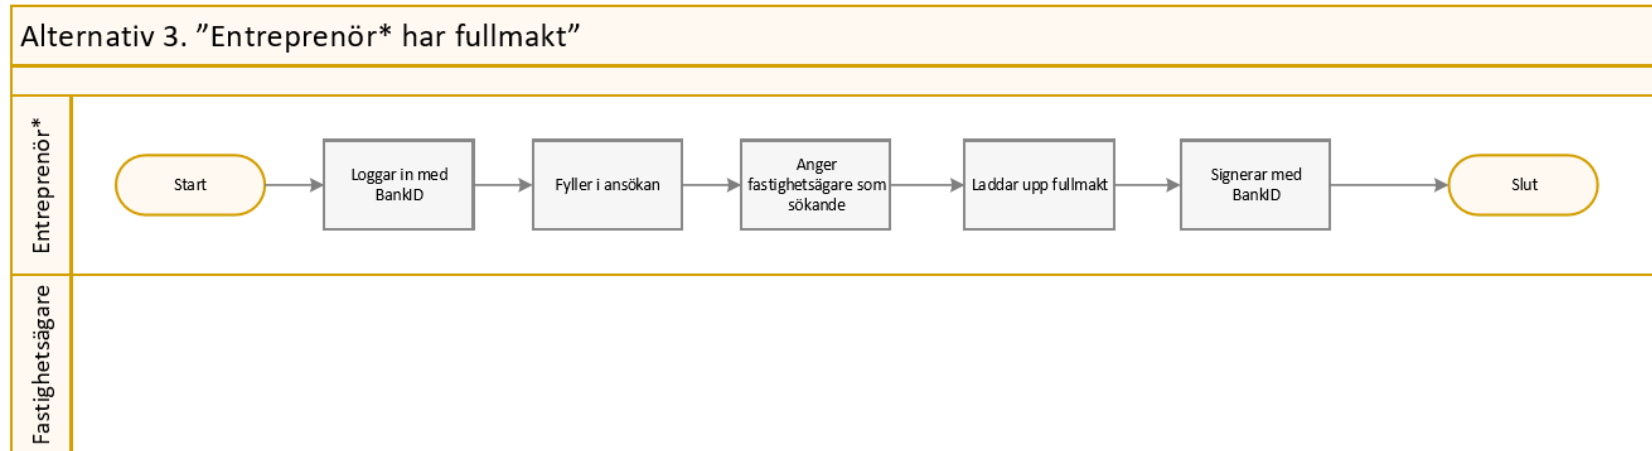 Alternativ 3. ”Entreprenör* har fullmakt”
Entreprenör*
Start
Loggar in med
BankID
Fyller i ansökan
Anger
fastighetsägare som
sökande
Laddar upp fullmakt
Signerar med
BankID
Slut
Fastighetsägare